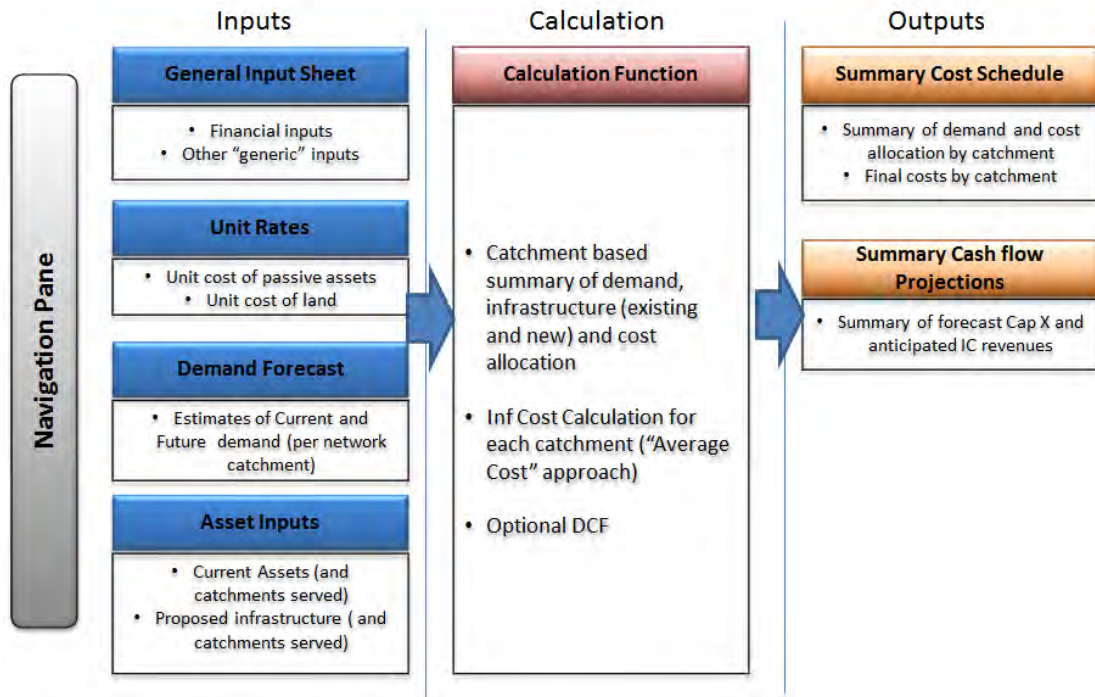 Inputs
Calculation
Outputs
Navigation Pane
General Input Sheet
• Financial inputs
• Other “generic” inputs
Unit Rates
• Unit cost of passive assets
• Unit cost of land
Demand Forecast
• Estimates of Current and
Future demand (per network
catchment)
Asset Inputs
• Current Assets (and
catchments served)
• Proposed infrastructure ( and
catchments served)
Calculation Function
• Catchment based
summary of demand,
infrastructure (existing
and new) and cost
allocation
• Inf Cost Calculation for
each catchment (“Average
Cost” approach)
• Optional DCF
Summary Cost Schedule
• Summary of demand and cost
allocation by catchment
• Final costs by catchment
Summary Cash flow
Projections
• Summary of forecast Cap X and
anticipated IC revenues